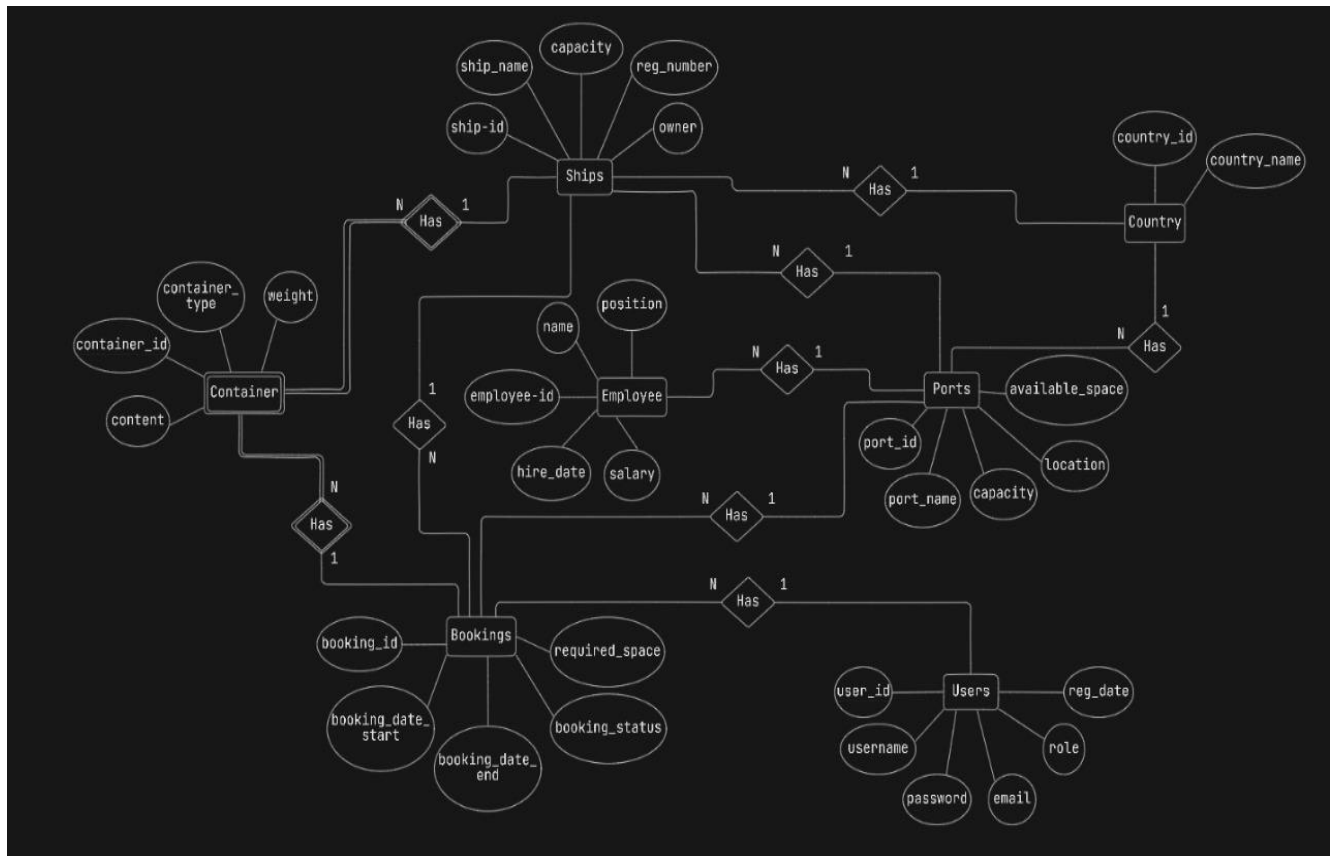 capacity
ship_name
reg_number
ship-id
owner
Ships
country_id
country_name
N
Has
1
Country
N
Has
1
N
Has
1
container_
type
weight
container_id
Container
content
name
position
N
Has
1
employee-id
Employee
hire_date
salary
1
N
Has
Ports
available_space
port_id
location
port_name
capacity
1
Has
N
N
Has
1
N
Has
1
N
Has
1
booking_id
Bookings
required_space
booking_date_
start
booking_status
booking_date_
end
user_id
Users
reg_date
username
role
password
email